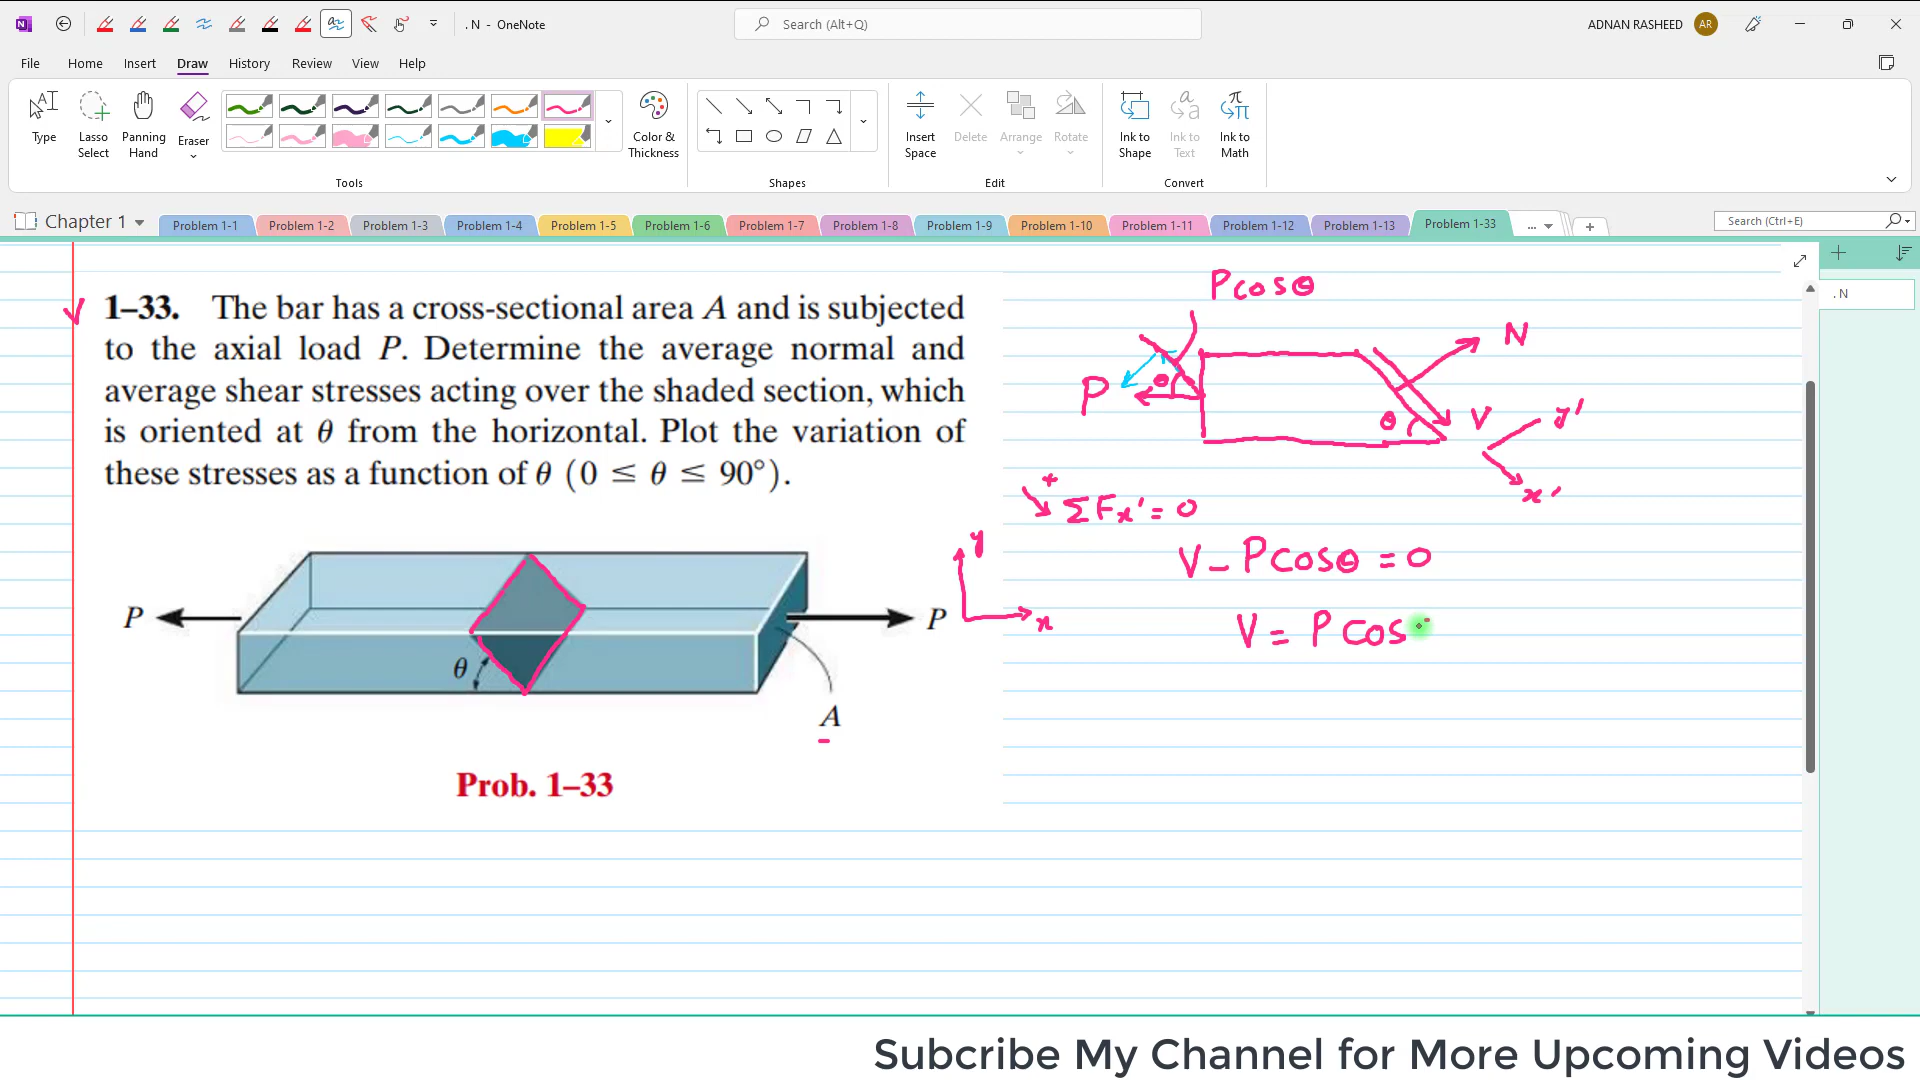 . N - OneNote
Search (Alt+Q)
ADNAN RASHEED AR
File Home Insert Draw History Review View Help
Type
Lasso Select
Panning Hand
Eraser
Color & Thickness
Insert Space
Delete
Arrange
Rotate
Ink to Shape
Ink to Text
Ink to Math
Tools Shapes Edit Convert
Chapter 1
Problem 1-1 Problem 1-2 Problem 1-3 Problem 1-4 Problem 1-5 Problem 1-6 Problem 1-7 Problem 1-8 Problem 1-9 Problem 1-10 Problem 1-11 Problem 1-12 Problem 1-13 Problem 1-33 ...
Search (Ctrl+E)
. N
1–33. The bar has a cross-sectional area A and is subjected
to the axial load P. Determine the average normal and
average shear stresses acting over the shaded section, which
is oriented at θ from the horizontal. Plot the variation of
these stresses as a function of θ (0 ≤ θ ≤ 90°).
P
θ
P
A
Prob. 1–33
y
x
P cos θ
N
P
θ
θ
V
y'
x'
+
Σ Fx' = 0
V - P cos θ = 0
V = P cos
Subcribe My Channel for More Upcoming Videos